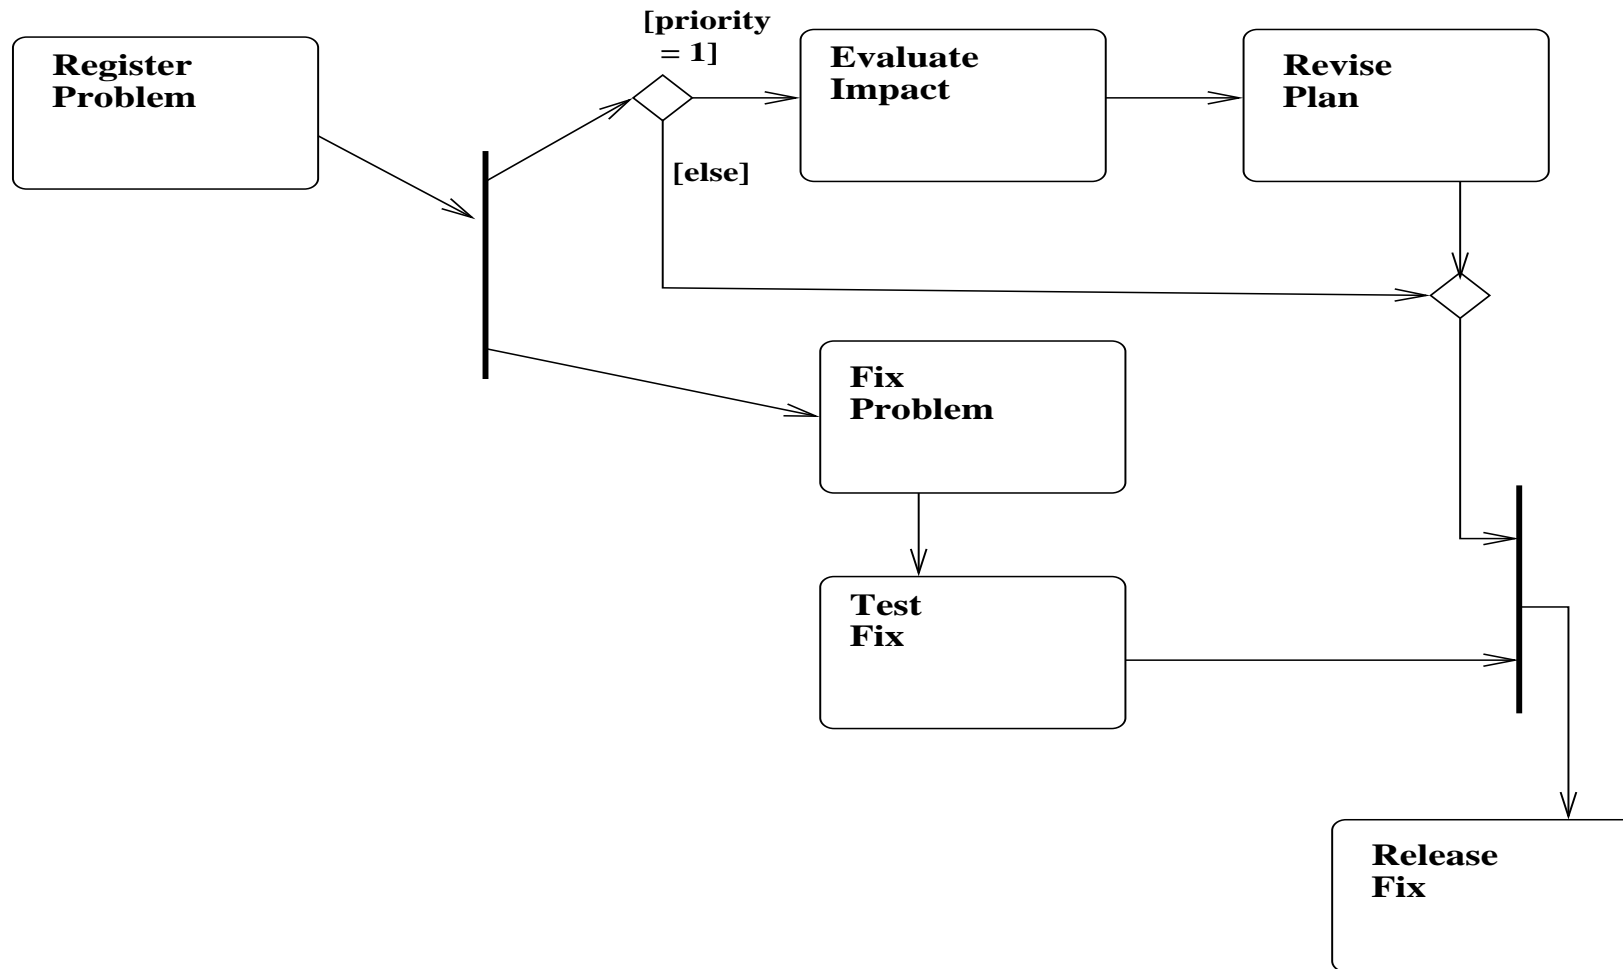 [priority
= 1]
Register
Problem
Evaluate
Impact
Revise
Plan
[else]
Fix
Problem
Test
Fix
Release
Fix